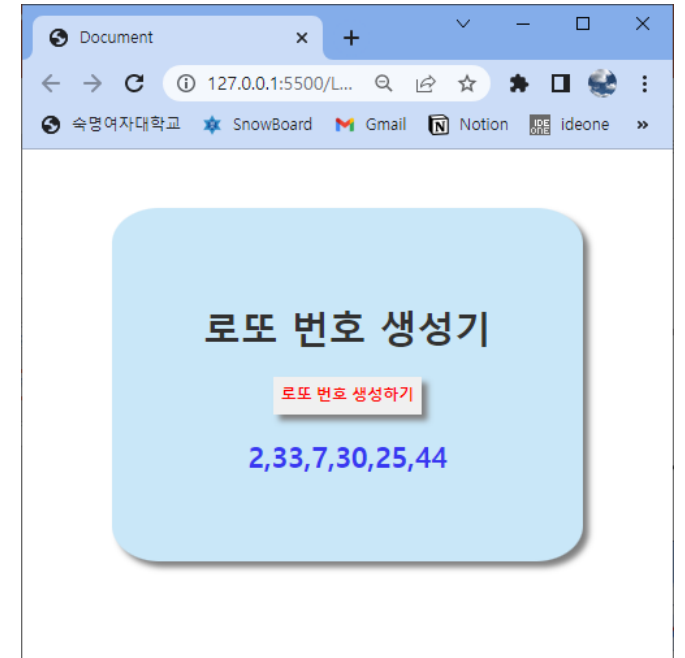 Document
127.0.0.1:5500/L...
숙명여자대학교 SnowBoard Gmail Notion ideone
로또 번호 생성기
로또 번호 생성하기
2,33,7,30,25,44